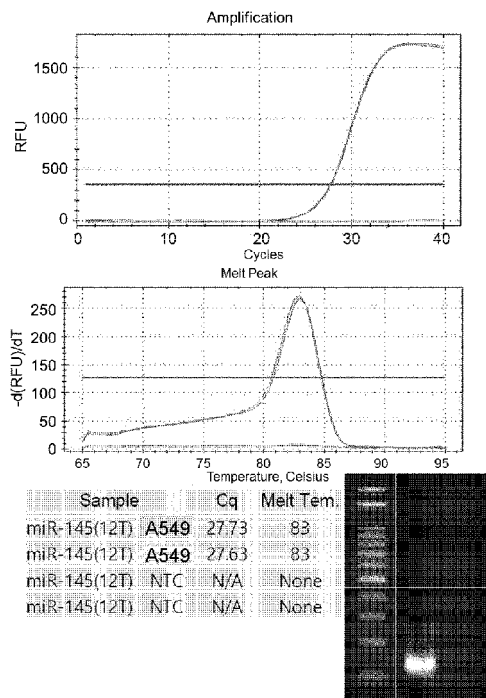 Amplification
RFU
1500
1000
500
0
0 10 20 30 40
Cycles
Melt Peak
-d(RFU)/dT
250
200
150
100
50
0
65 70 75 80 85 90 95
Temperature, Celsius
Sample Cq Melt Tem.
miR-145(12T) A549 27.73 83
miR-145(12T) A549 27.63 83
miR-145(12T) NTC N/A None
miR-145(12T) NTC N/A None